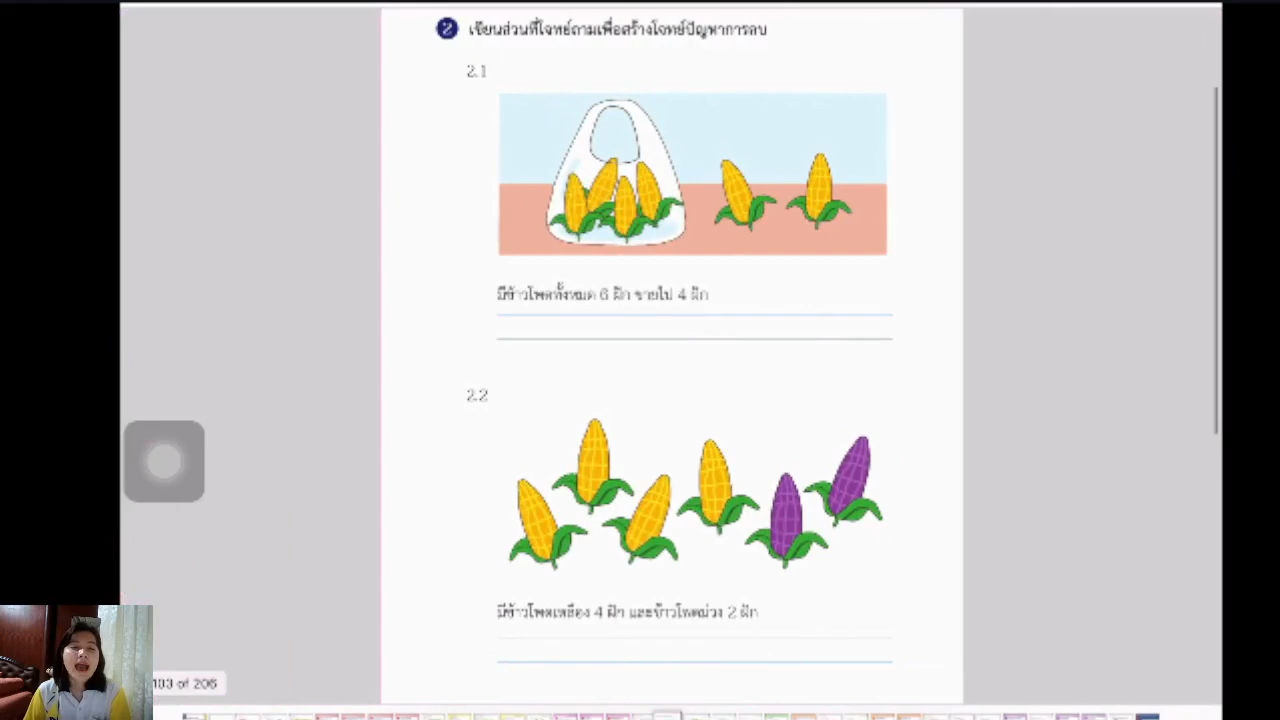 2 เขียนส่วนที่โจทย์ถามเพื่อสร้างโจทย์ปัญหาการลบ
2.1
มีข้าวโพดทั้งหมด 6 ฝัก ขายไป 4 ฝัก
2.2
มีข้าวโพดเหลือง 4 ฝัก และข้าวโพดม่วง 2 ฝัก
103 of 206